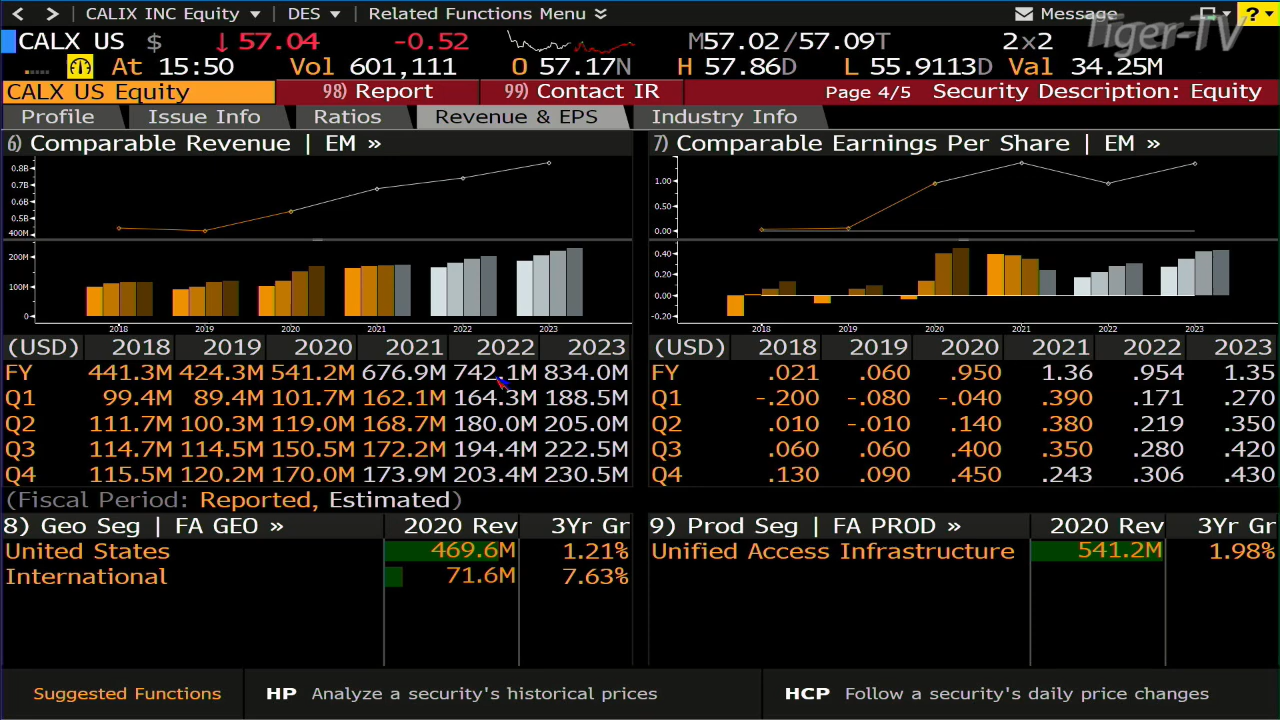 CALIX INC Equity DES Related Functions Menu Message ?
Tiger-TV
CALX US $ ↓57.04 -0.52 M57.02/57.09T 2x2
At 15:50 Vol 601,111 O 57.17N H 57.86D L 55.9113D Val 34.25M
CALX US Equity 98) Report 99) Contact IR Page 4/5 Security Description: Equity
Profile Issue Info Ratios Revenue & EPS Industry Info
6) Comparable Revenue | EM »
0.8B
0.7B
0.6B
0.5B
400M
200M
100M
0
2018 2019 2020 2021 2022 2023
(USD) 2018 2019 2020 2021 2022 2023
FY 441.3M 424.3M 541.2M 676.9M 742.1M 834.0M
Q1 99.4M 89.4M 101.7M 162.1M 164.3M 188.5M
Q2 111.7M 100.3M 119.0M 168.7M 180.0M 205.0M
Q3 114.7M 114.5M 150.5M 172.2M 194.4M 222.5M
Q4 115.5M 120.2M 170.0M 173.9M 203.4M 230.5M
7) Comparable Earnings Per Share | EM »
1.00
0.50
0.00
0.40
0.20
0.00
-0.20
2018 2019 2020 2021 2022 2023
(USD) 2018 2019 2020 2021 2022 2023
FY .021 .060 .950 1.36 .954 1.35
Q1 -.200 -.080 -.040 .390 .171 .270
Q2 .010 -.010 .140 .380 .219 .350
Q3 .060 .060 .400 .350 .280 .420
Q4 .130 .090 .450 .243 .306 .430
(Fiscal Period: Reported, Estimated)
8) Geo Seg | FA GEO » 2020 Rev 3Yr Gr
United States 469.6M 1.21%
International 71.6M 7.63%
9) Prod Seg | FA PROD » 2020 Rev 3Yr Gr
Unified Access Infrastructure 541.2M 1.98%
Suggested Functions HP Analyze a security's historical prices HCP Follow a security's daily price changes